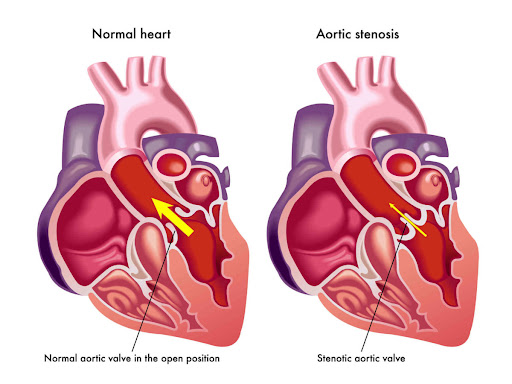 Normal heart
Aortic stenosis
Normal aortic valve in the open position
Stenotic aortic valve